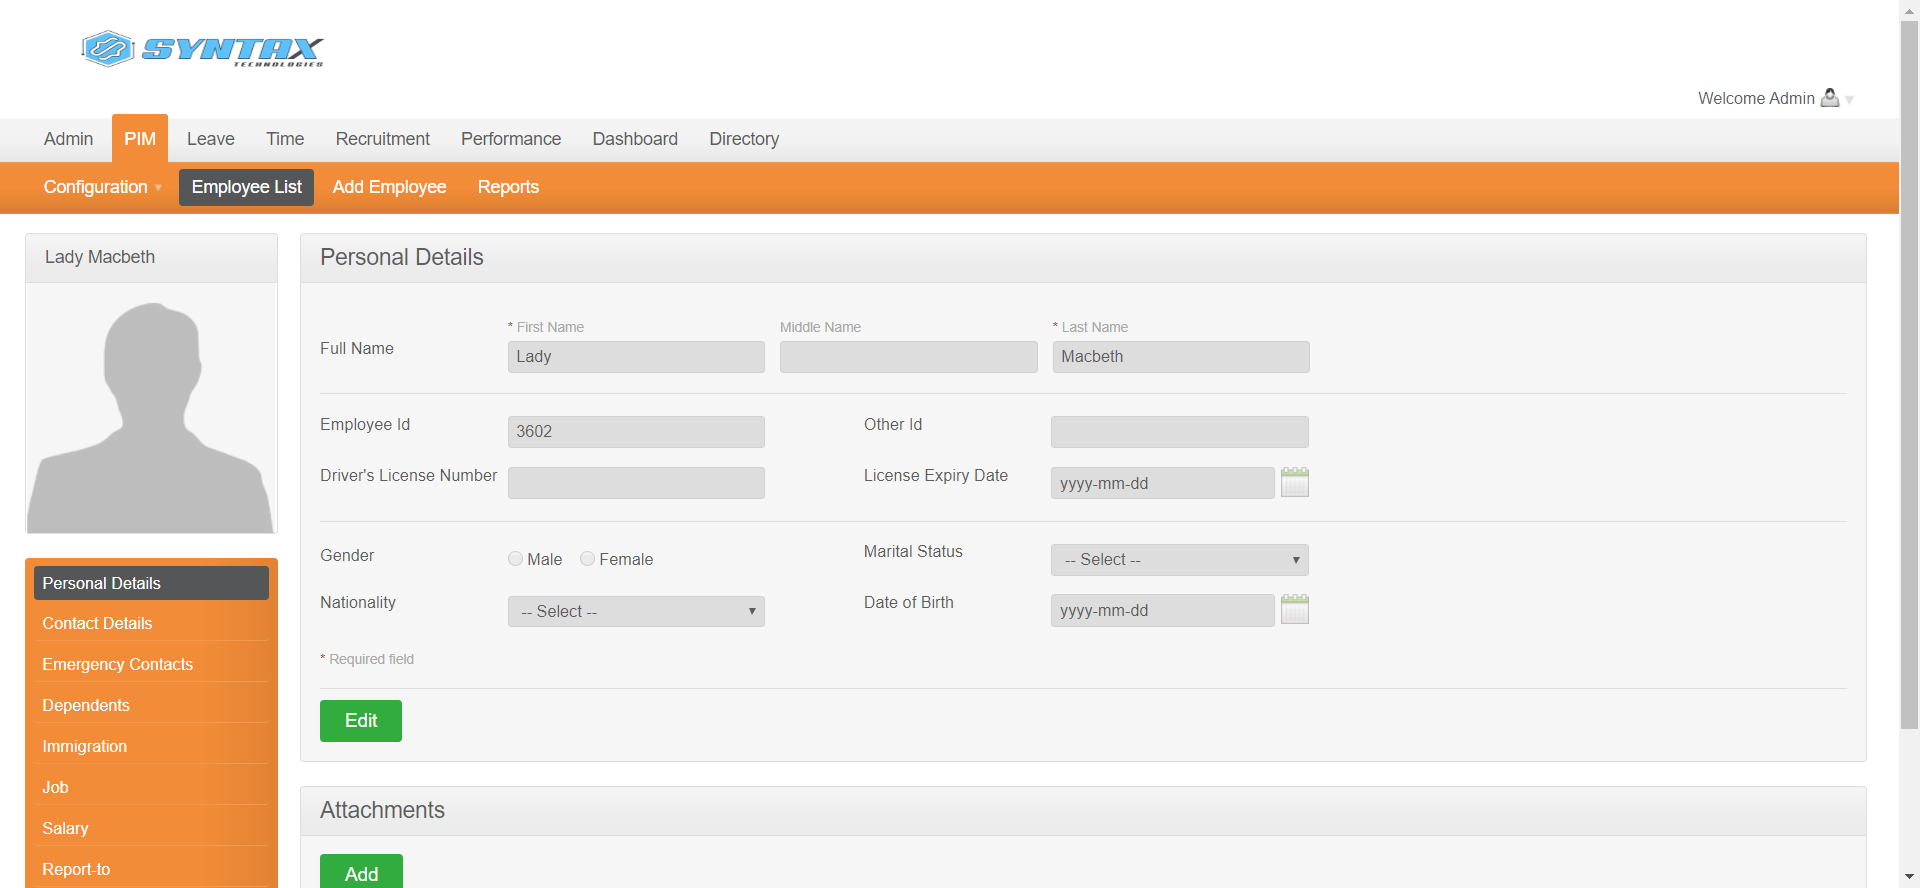 SYNTAX
TECHNOLOGIES
Welcome Admin
Admin PIM Leave Time Recruitment Performance Dashboard Directory
Configuration Employee List Add Employee Reports
Lady Macbeth
Personal Details
Contact Details
Emergency Contacts
Dependents
Immigration
Job
Salary
Report-to
Personal Details
* First Name Middle Name * Last Name
Full Name Lady Macbeth
Employee Id 3602 Other Id
Driver's License Number License Expiry Date yyyy-mm-dd
Gender Male Female Marital Status -- Select --
Nationality -- Select -- Date of Birth yyyy-mm-dd
* Required field
Edit
Attachments
Add